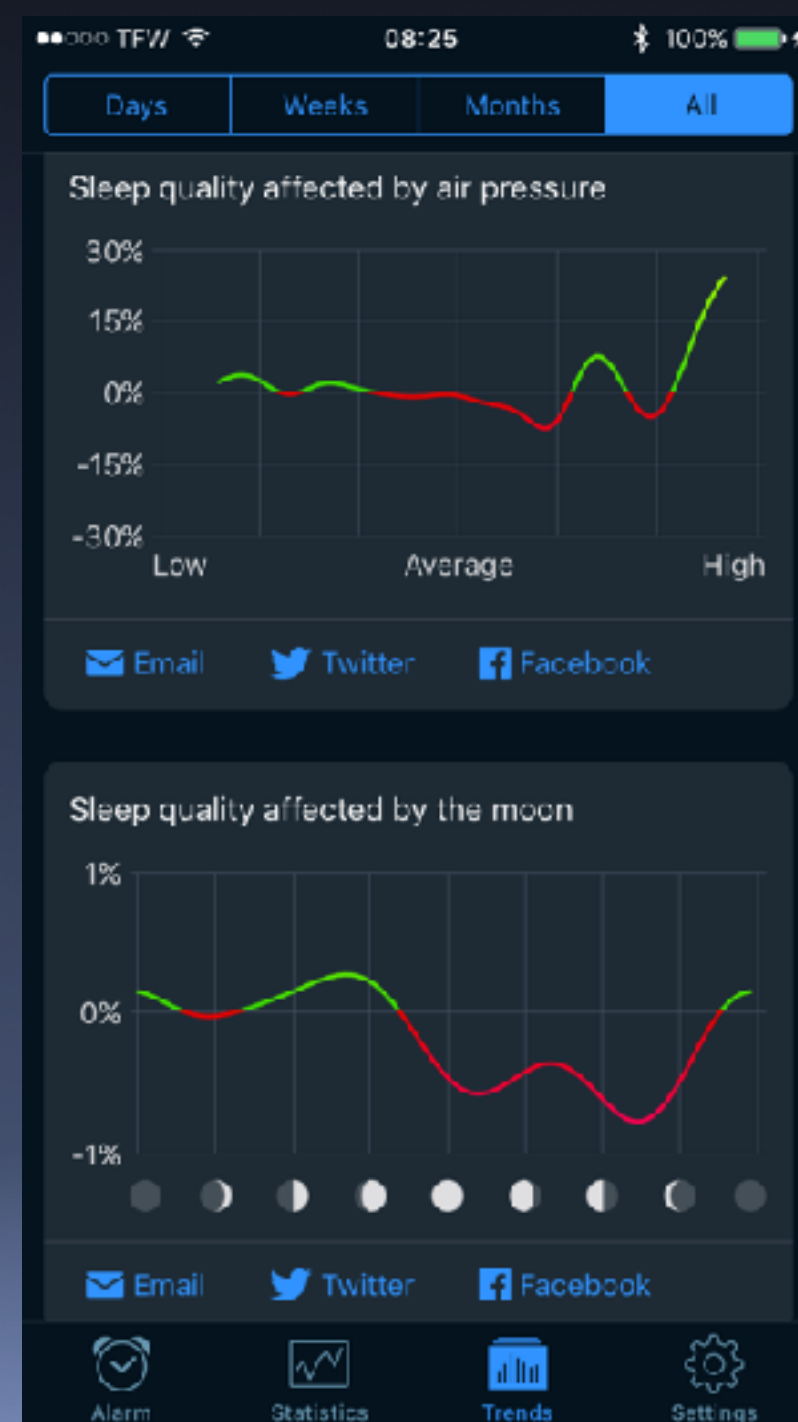 TFW 08:25 100%
Days Weeks Months All
Sleep quality affected by air pressure
30%
15%
0%
-15%
-30%
Low Average High
Email Twitter Facebook
Sleep quality affected by the moon
1%
0%
-1%
Email Twitter Facebook
Alarm Statistics Trends Settings